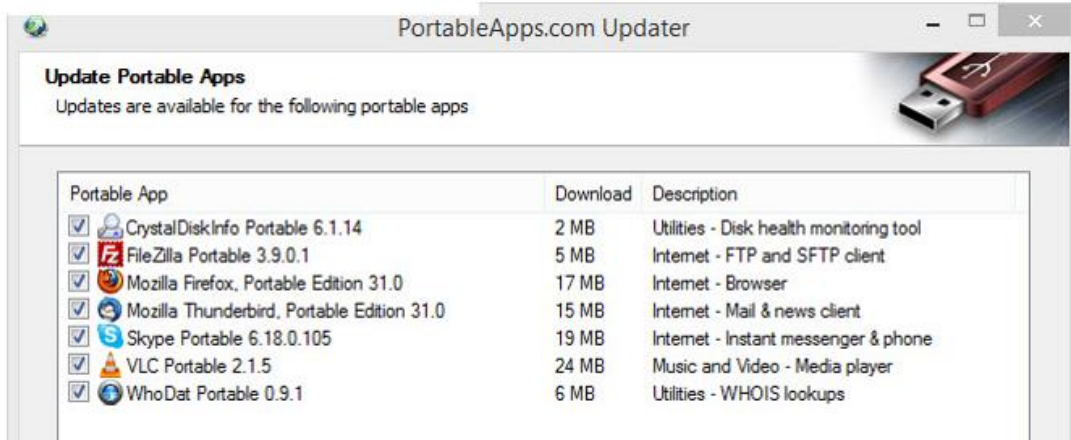 PortableApps.com Updater
Update Portable Apps
Updates are available for the following portable apps
Portable App Download Description
CrystalDiskInfo Portable 6.1.14 2 MB Utilities - Disk health monitoring tool
FileZilla Portable 3.9.0.1 5 MB Internet - FTP and SFTP client
Mozilla Firefox, Portable Edition 31.0 17 MB Internet - Browser
Mozilla Thunderbird, Portable Edition 31.0 15 MB Internet - Mail & news client
Skype Portable 6.18.0.105 19 MB Internet - Instant messenger & phone
VLC Portable 2.1.5 24 MB Music and Video - Media player
WhoDat Portable 0.9.1 6 MB Utilities - WHOIS lookups